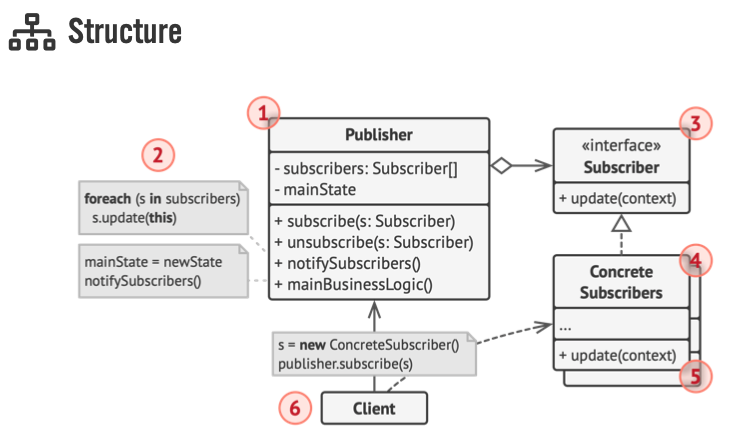 Structure
1
Publisher
- subscribers: Subscriber[]
- mainState
+ subscribe(s: Subscriber)
+ unsubscribe(s: Subscriber)
+ notifySubscribers()
+ mainBusinessLogic()
2
foreach (s in subscribers)
s.update(this)
mainState = newState
notifySubscribers()
3
«interface»
Subscriber
+ update(context)
4
Concrete
Subscribers
...
+ update(context)
5
s = new ConcreteSubscriber()
publisher.subscribe(s)
6
Client